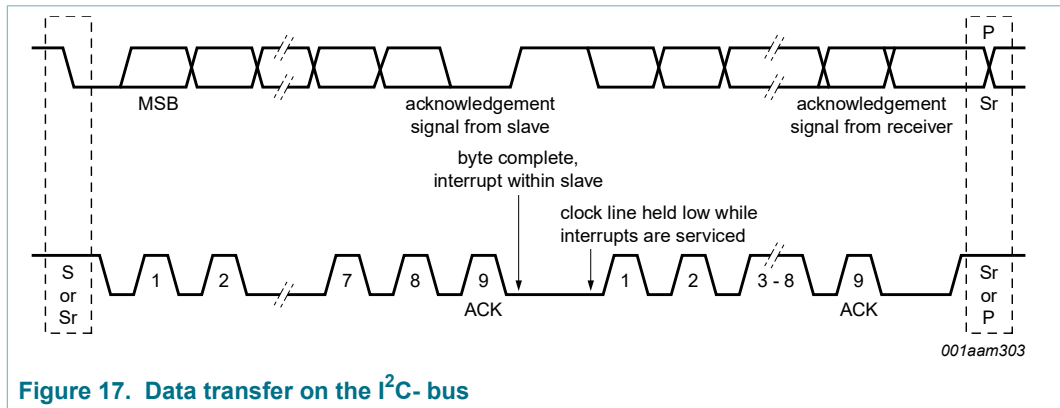 P
MSB
acknowledgement
signal from slave
acknowledgement
signal from receiver
Sr
byte complete,
interrupt within slave
clock line held low while
interrupts are serviced
S
or
Sr
1
2
7
8
9
ACK
1
2
3 - 8
9
ACK
Sr
or
P
001aam303
Figure 17. Data transfer on the I²C- bus